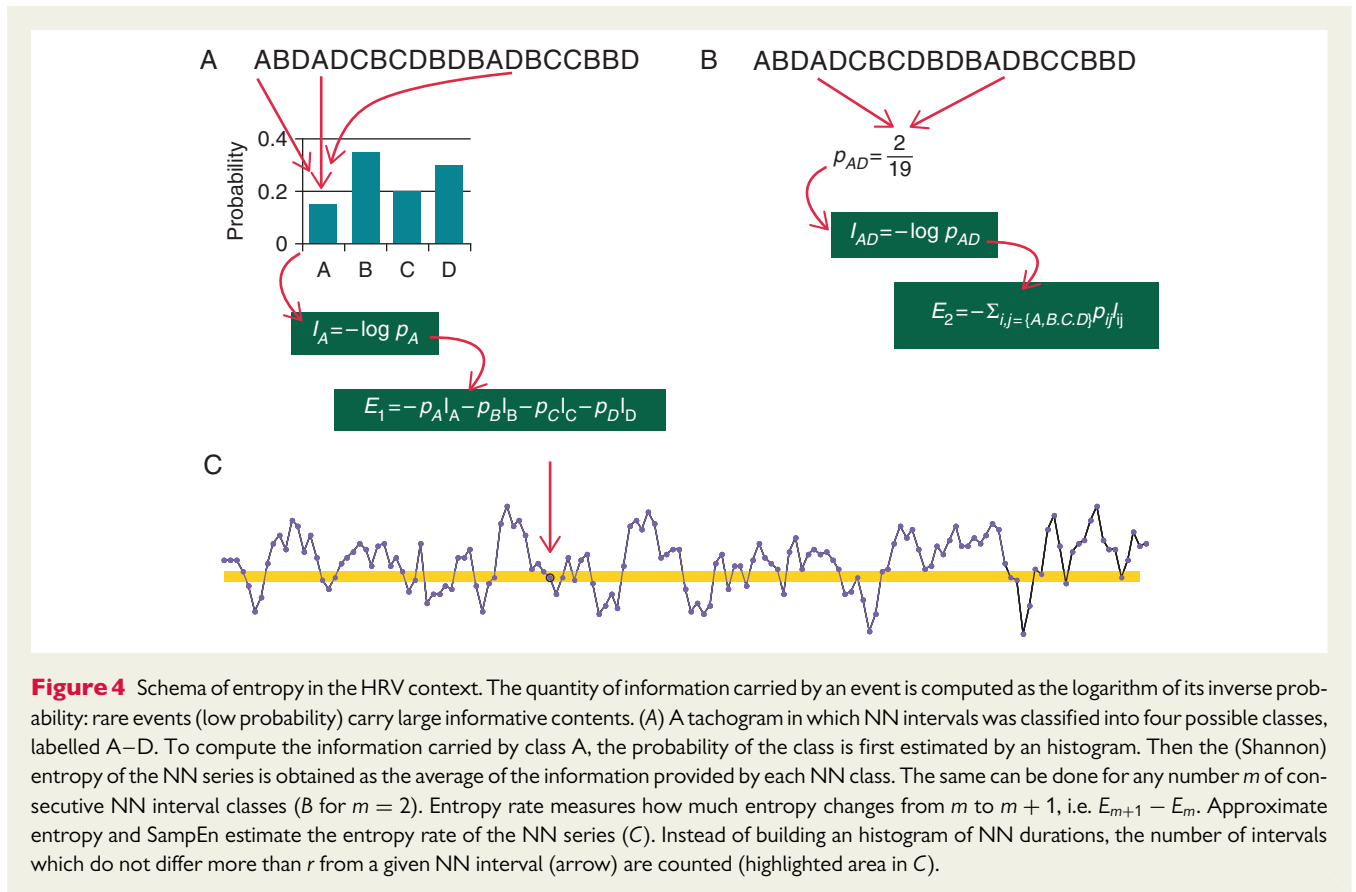 A ABDADCBCDBDBADBCCBBD
0.4
0.2
0
Probability
A B C D
I_A=−log p_A
E_1=−p_A I_A−p_B I_B−p_C I_C−p_D I_D
B ABDADCBCDBDBADBCCBBD
p_AD=2/19
I_AD=−log p_AD
E_2=−Σ_i,j={A,B.C.D} p_ij I_ij
C
Figure 4 Schema of entropy in the HRV context. The quantity of information carried by an event is computed as the logarithm of its inverse prob-
ability: rare events (low probability) carry large informative contents. (A) A tachogram in which NN intervals was classified into four possible classes,
labelled A–D. To compute the information carried by class A, the probability of the class is first estimated by an histogram. Then the (Shannon)
entropy of the NN series is obtained as the average of the information provided by each NN class. The same can be done for any number m of con-
secutive NN interval classes (B for m = 2). Entropy rate measures how much entropy changes from m to m + 1, i.e. E_m+1 − E_m. Approximate
entropy and SampEn estimate the entropy rate of the NN series (C). Instead of building an histogram of NN durations, the number of intervals
which do not differ more than r from a given NN interval (arrow) are counted (highlighted area in C).